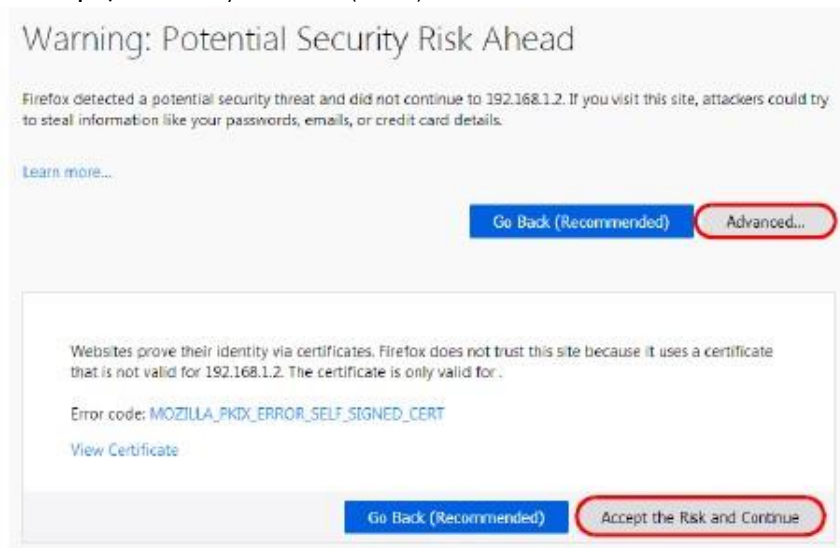 Warning: Potential Security Risk Ahead
Firefox detected a potential security threat and did not continue to 192.168.1.2. If you visit this site, attackers could try
to steal information like your passwords, emails, or credit card details.
Learn more...
Go Back (Recommended) Advanced...
Websites prove their identity via certificates. Firefox does not trust this site because it uses a certificate
that is not valid for 192.168.1.2. The certificate is only valid for .
Error code: MOZILLA_PKIX_ERROR_SELF_SIGNED_CERT
View Certificate
Go Back (Recommended) Accept the Risk and Continue